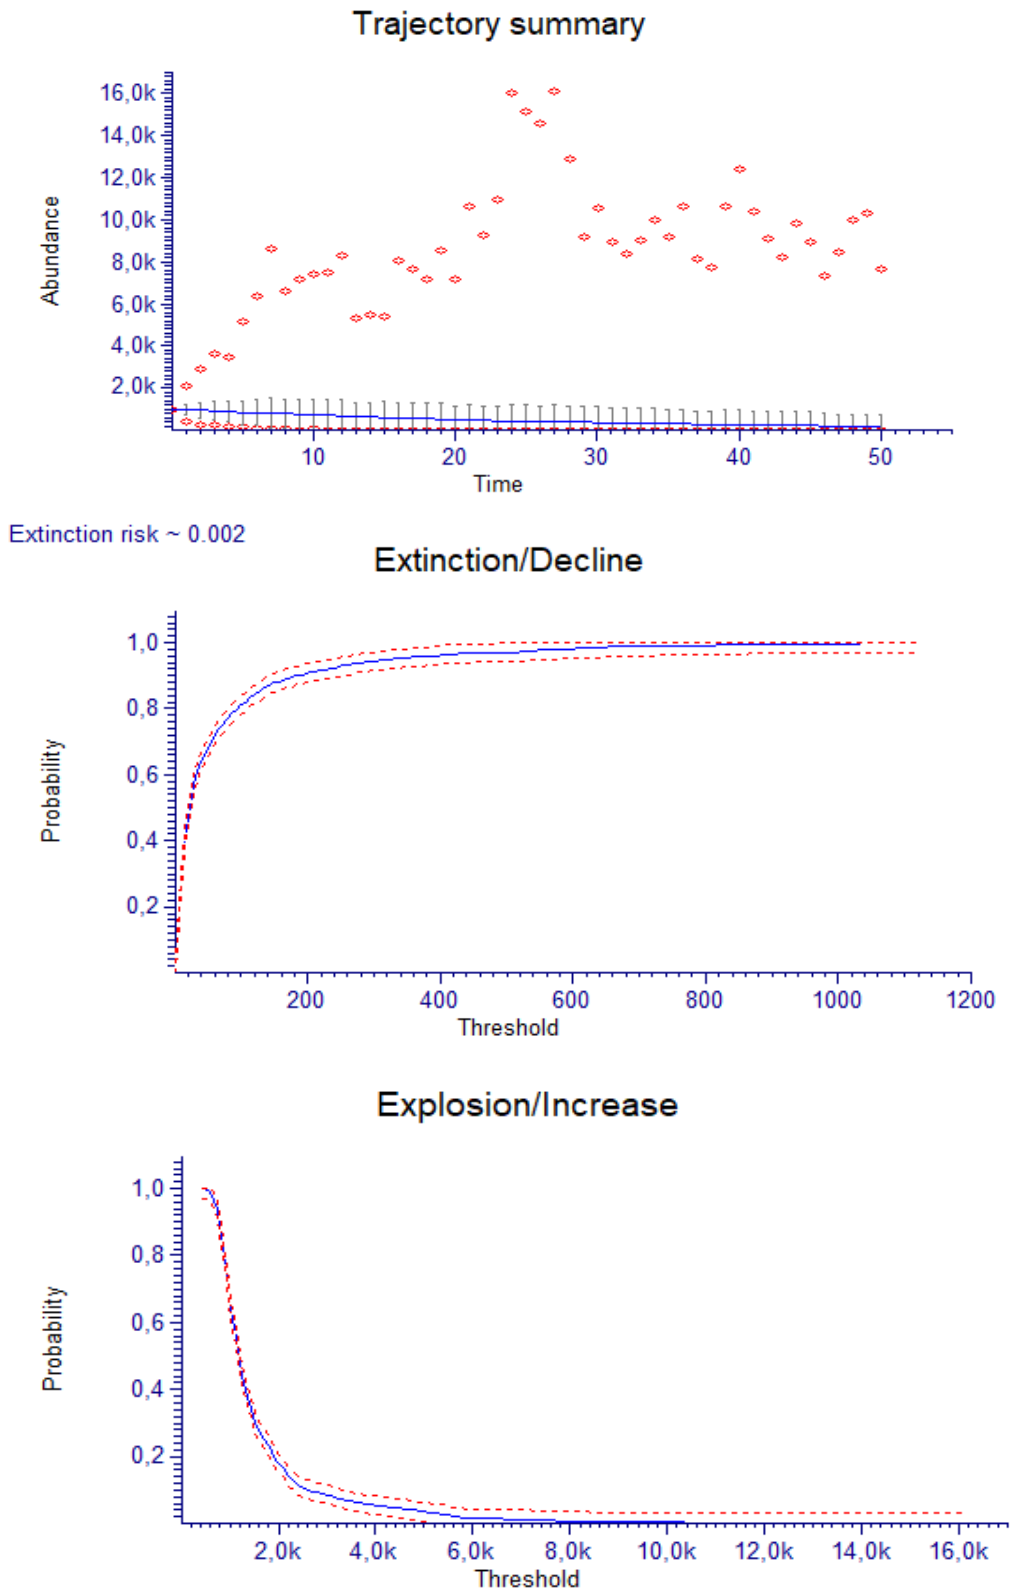 Trajectory summary
16,0k
14,0k
12,0k
10,0k
8,0k
6,0k
4,0k
2,0k
Abundance
10 20 30 40 50
Time
Extinction risk ~ 0.002
Extinction/Decline
1,0
0,8
0,6
0,4
0,2
Probability
200 400 600 800 1000 1200
Threshold
Explosion/Increase
1,0
0,8
0,6
0,4
0,2
Probability
2,0k 4,0k 6,0k 8,0k 10,0k 12,0k 14,0k 16,0k
Threshold